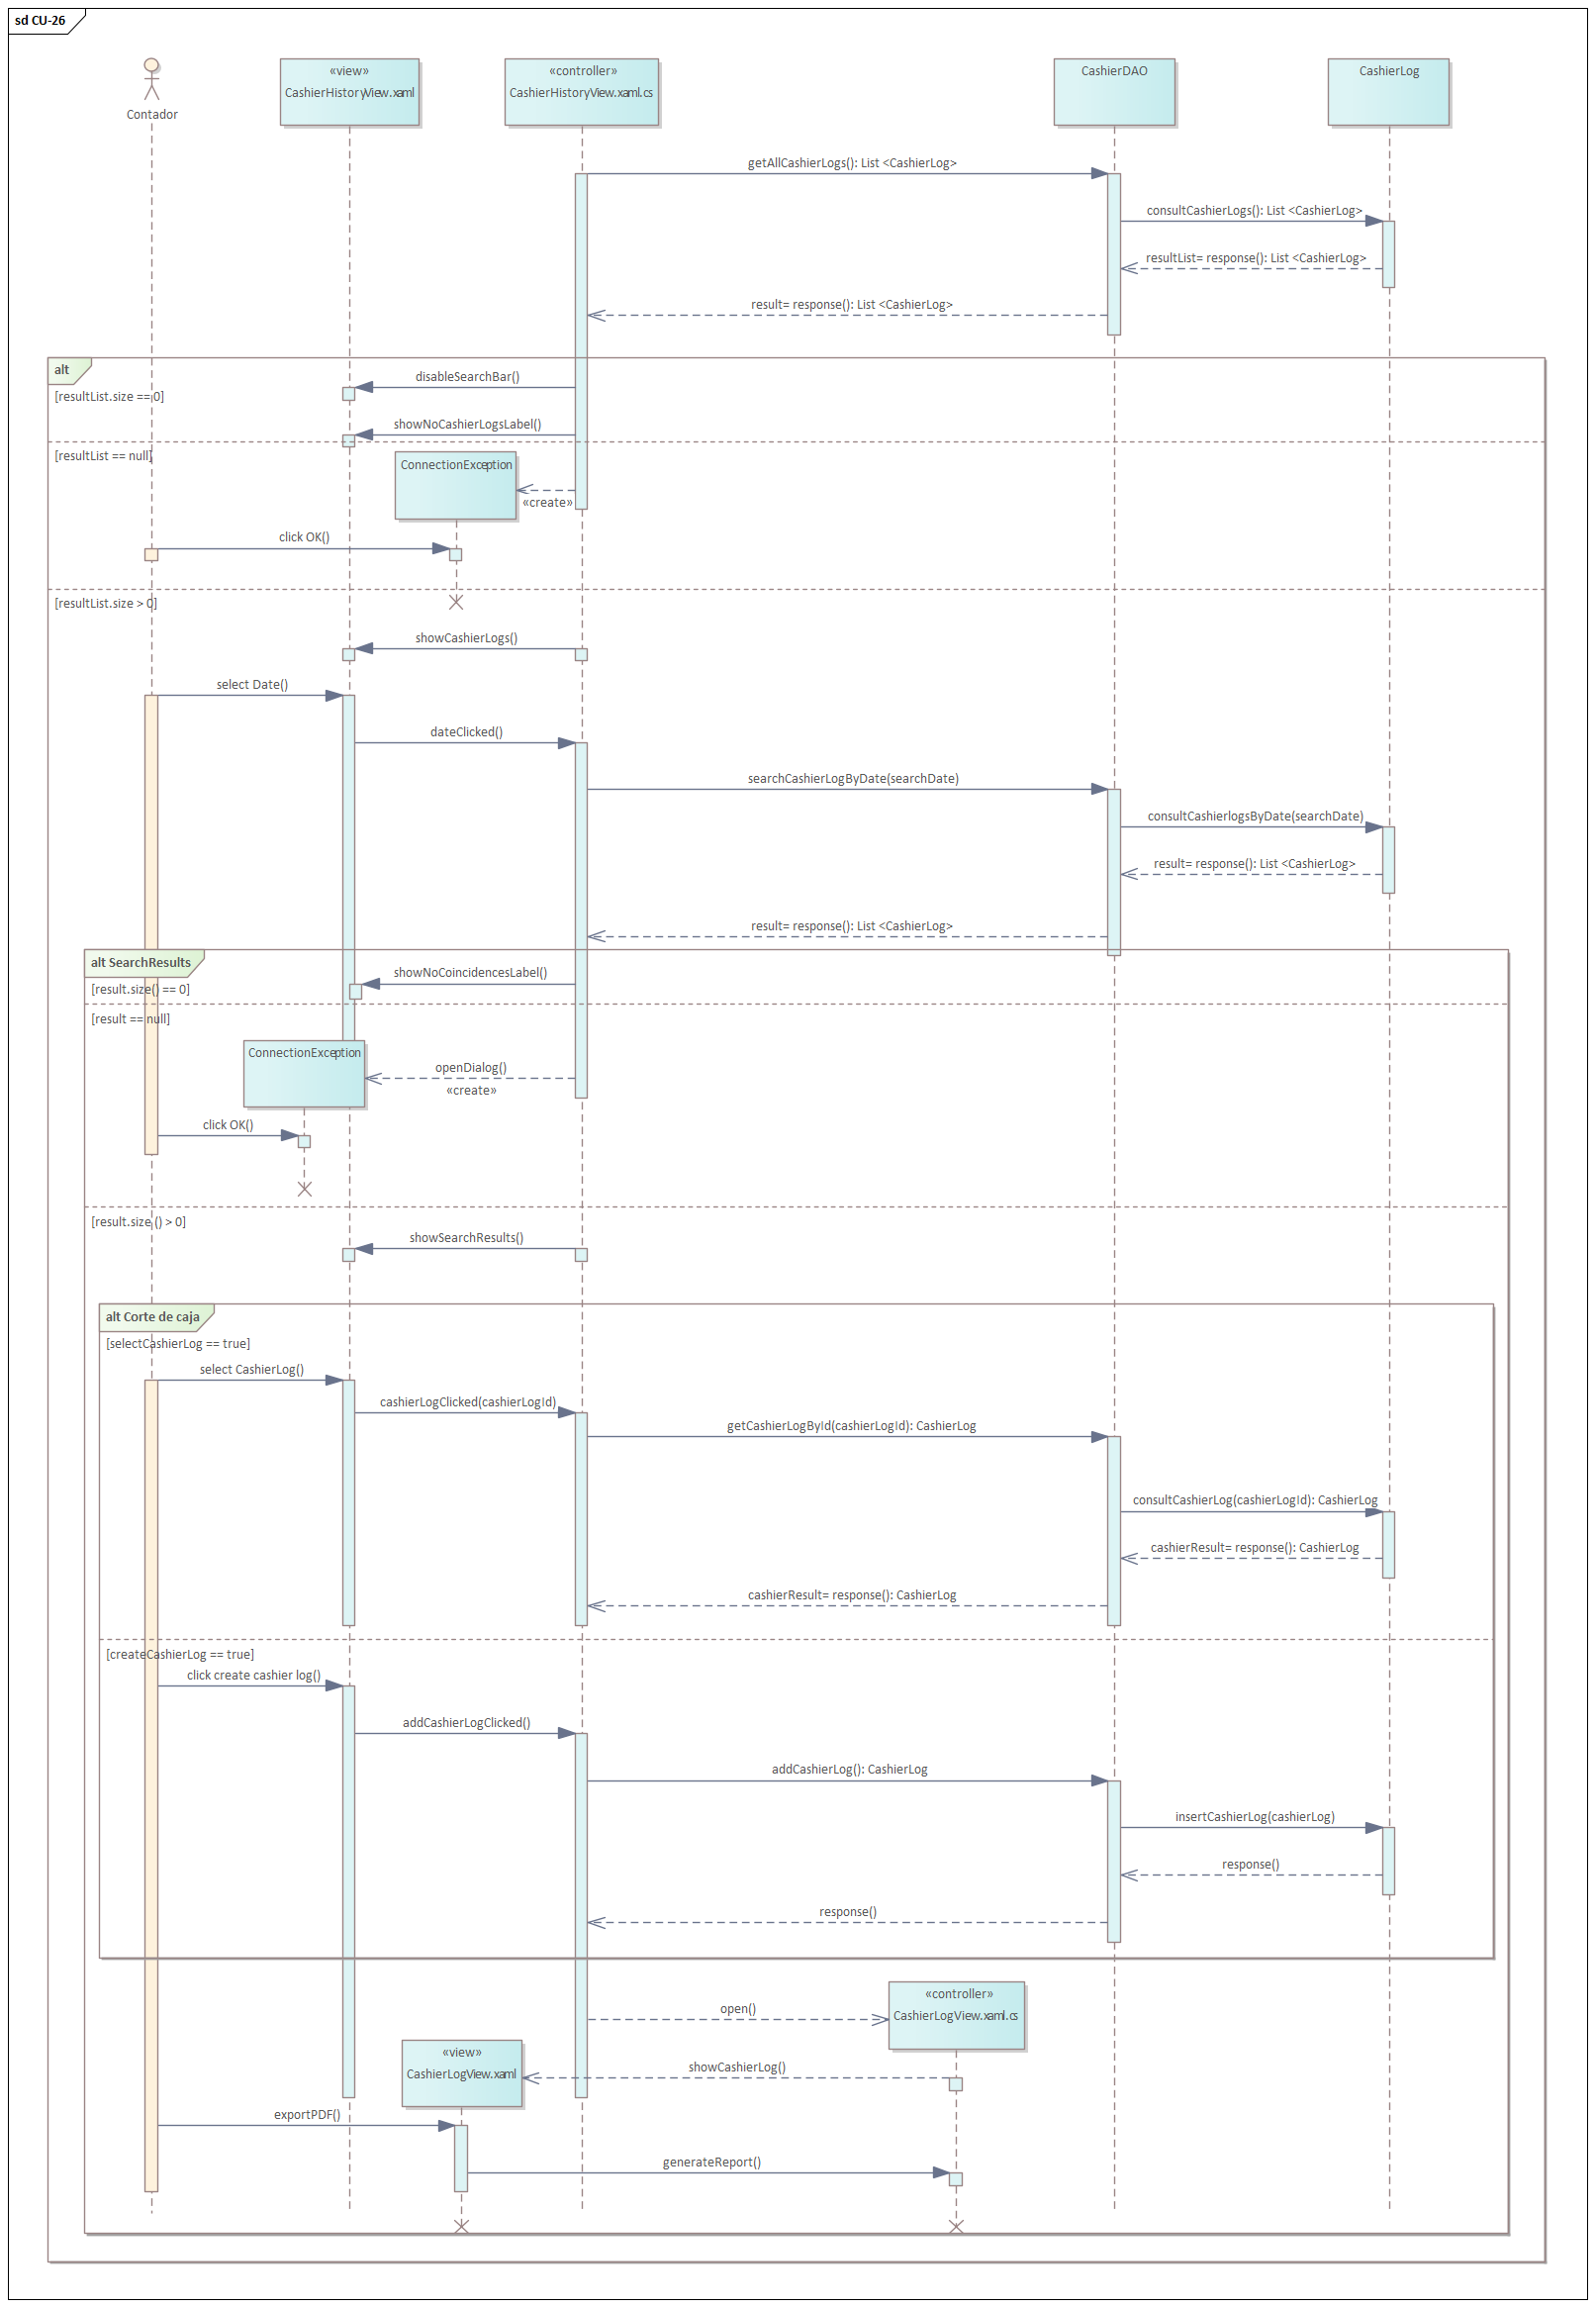 sd CU-26
Contador
«view»
CashierHistoryView.xaml
«controller»
CashierHistoryView.xaml.cs
CashierDAO
CashierLog
getAllCashierLogs(): List <CashierLog>
consultCashierLogs(): List <CashierLog>
resultList= response(): List <CashierLog>
result= response(): List <CashierLog>
alt
disableSearchBar()
[resultList.size == 0]
showNoCashierLogsLabel()
[resultList == null]
ConnectionException
«create»
click OK()
[resultList.size > 0]
showCashierLogs()
select Date()
dateClicked()
searchCashierLogByDate(searchDate)
consultCashierlogsByDate(searchDate)
result= response(): List <CashierLog>
result= response(): List <CashierLog>
alt SearchResults
showNoCoincidencesLabel()
[result.size() == 0]
[result == null]
ConnectionException
openDialog()
«create»
click OK()
[result.size () > 0]
showSearchResults()
alt Corte de caja
[selectCashierLog == true]
select CashierLog()
cashierLogClicked(cashierLogId)
getCashierLogById(cashierLogId): CashierLog
consultCashierLog(cashierLogId): CashierLog
cashierResult= response(): CashierLog
cashierResult= response(): CashierLog
[createCashierLog == true]
click create cashier log()
addCashierLogClicked()
addCashierLog(): CashierLog
insertCashierLog(cashierLog)
response()
response()
«controller»
CashierLogView.xaml.cs
open()
«view»
CashierLogView.xaml
showCashierLog()
exportPDF()
generateReport()